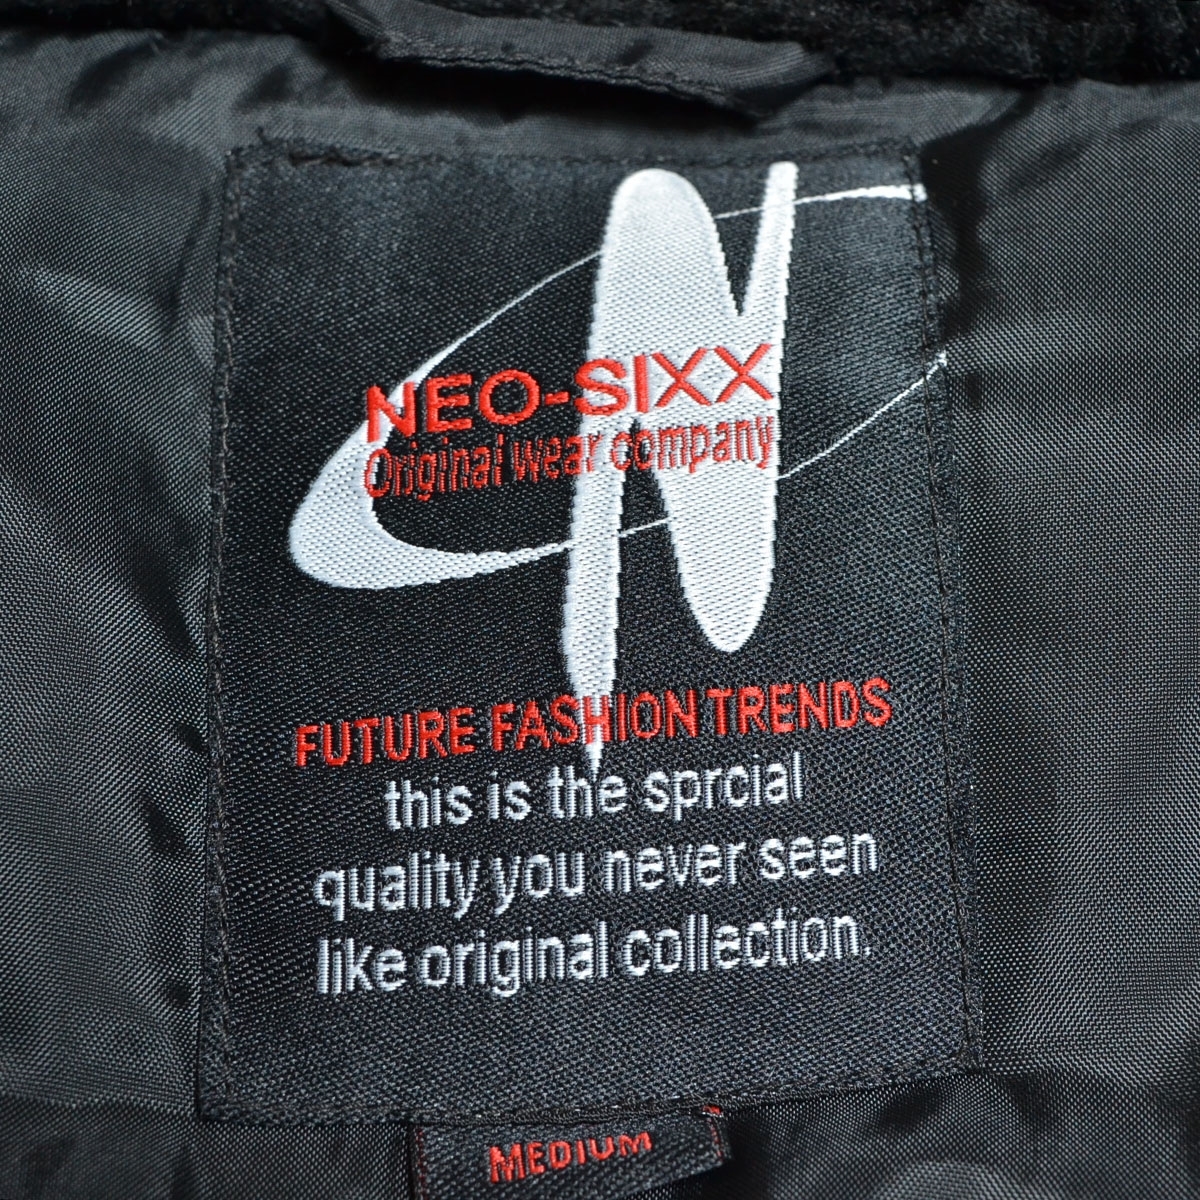 NEO-SIXX
Original wear company
FUTURE FASHION TRENDS
this is the sprcial
quality you never seen
like original collection.
MEDIUM